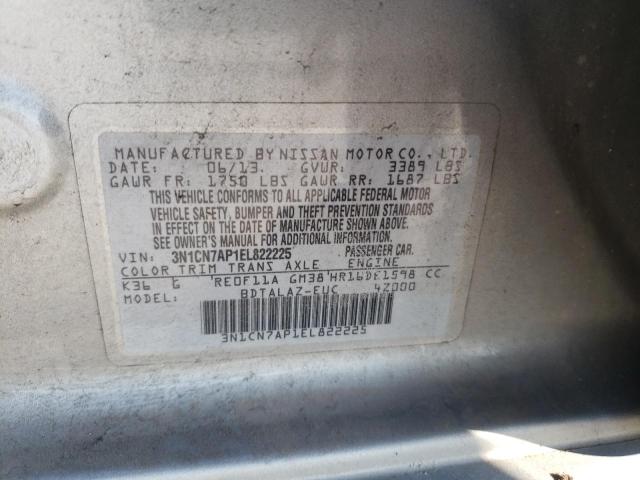 MANUFACTURED BY NISSAN MOTOR CO., LTD.
DATE: 06/13 GVWR: 3389 LBS
GAWR FR: 1750 LBS GAWR RR: 1687 LBS
THIS VEHICLE CONFORMS TO ALL APPLICABLE FEDERAL MOTOR
VEHICLE SAFETY, BUMPER AND THEFT PREVENTION STANDARDS
IN EFFECT ON THE DATE OF MANUFACTURE SHOWN ABOVE.
SEE OWNER'S MANUAL FOR ADDITIONAL INFORMATION.
VIN: 3N1CN7AP1EL822225 PASSENGER CAR.
COLOR TRIM TRANS AXLE ENGINE
K36 G RE0F11A GM38 HR16DE1598 CC
MODEL: BDTALAZ-EUC 4Z000
3N1CN7AP1EL822225